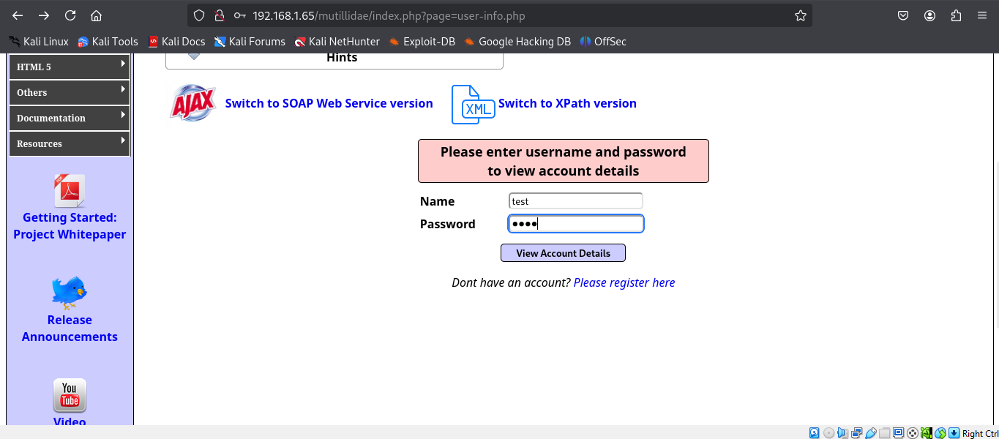 192.168.1.65/mutillidae/index.php?page=user-info.php
Kali Linux Kali Tools Kali Docs Kali Forums Kali NetHunter Exploit-DB Google Hacking DB OffSec
HTML 5
Others
Documentation
Resources
Getting Started:
Project Whitepaper
Release
Announcements
You
Tube
Video
Hints
AJAX
Switch to SOAP Web Service version
XML
Switch to XPath version
Please enter username and password
to view account details
Name test
Password ••••
View Account Details
Dont have an account? Please register here
Right Ctrl